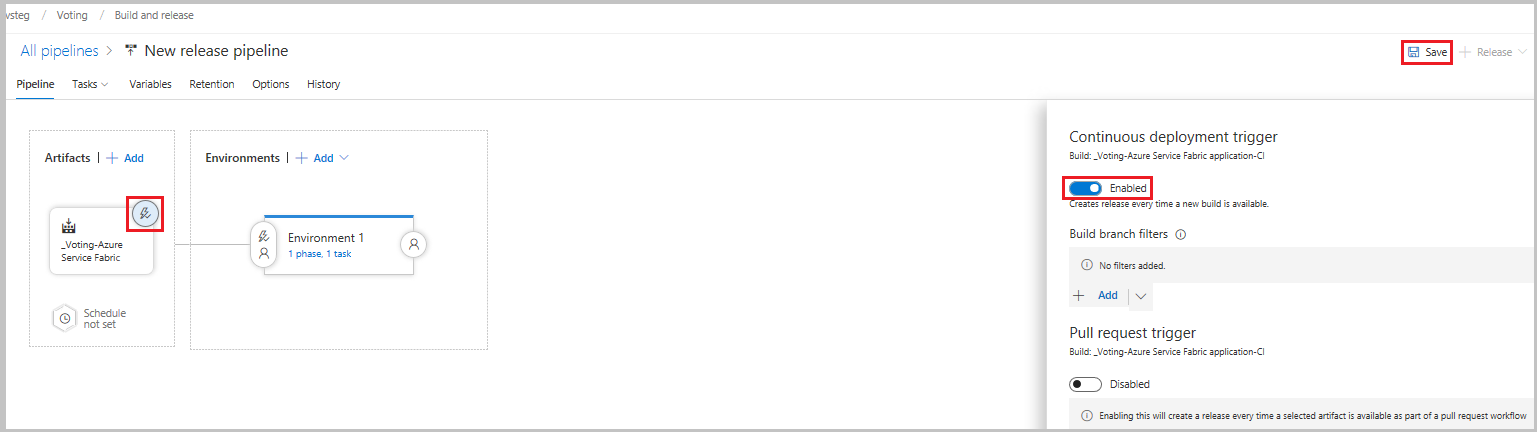 vsteg / Voting / Build and release
All pipelines > New release pipeline
Save + Release
Pipeline Tasks Variables Retention Options History
Artifacts | + Add
Environments | + Add
_Voting-Azure
Service Fabric
Schedule
not set
Environment 1
1 phase, 1 task
Continuous deployment trigger
Build: _Voting-Azure Service Fabric application-CI
Enabled
Creates release every time a new build is available.
Build branch filters
No filters added.
+ Add
Pull request trigger
Build: _Voting-Azure Service Fabric application-CI
Disabled
Enabling this will create a release every time a selected artifact is available as part of a pull request workflow